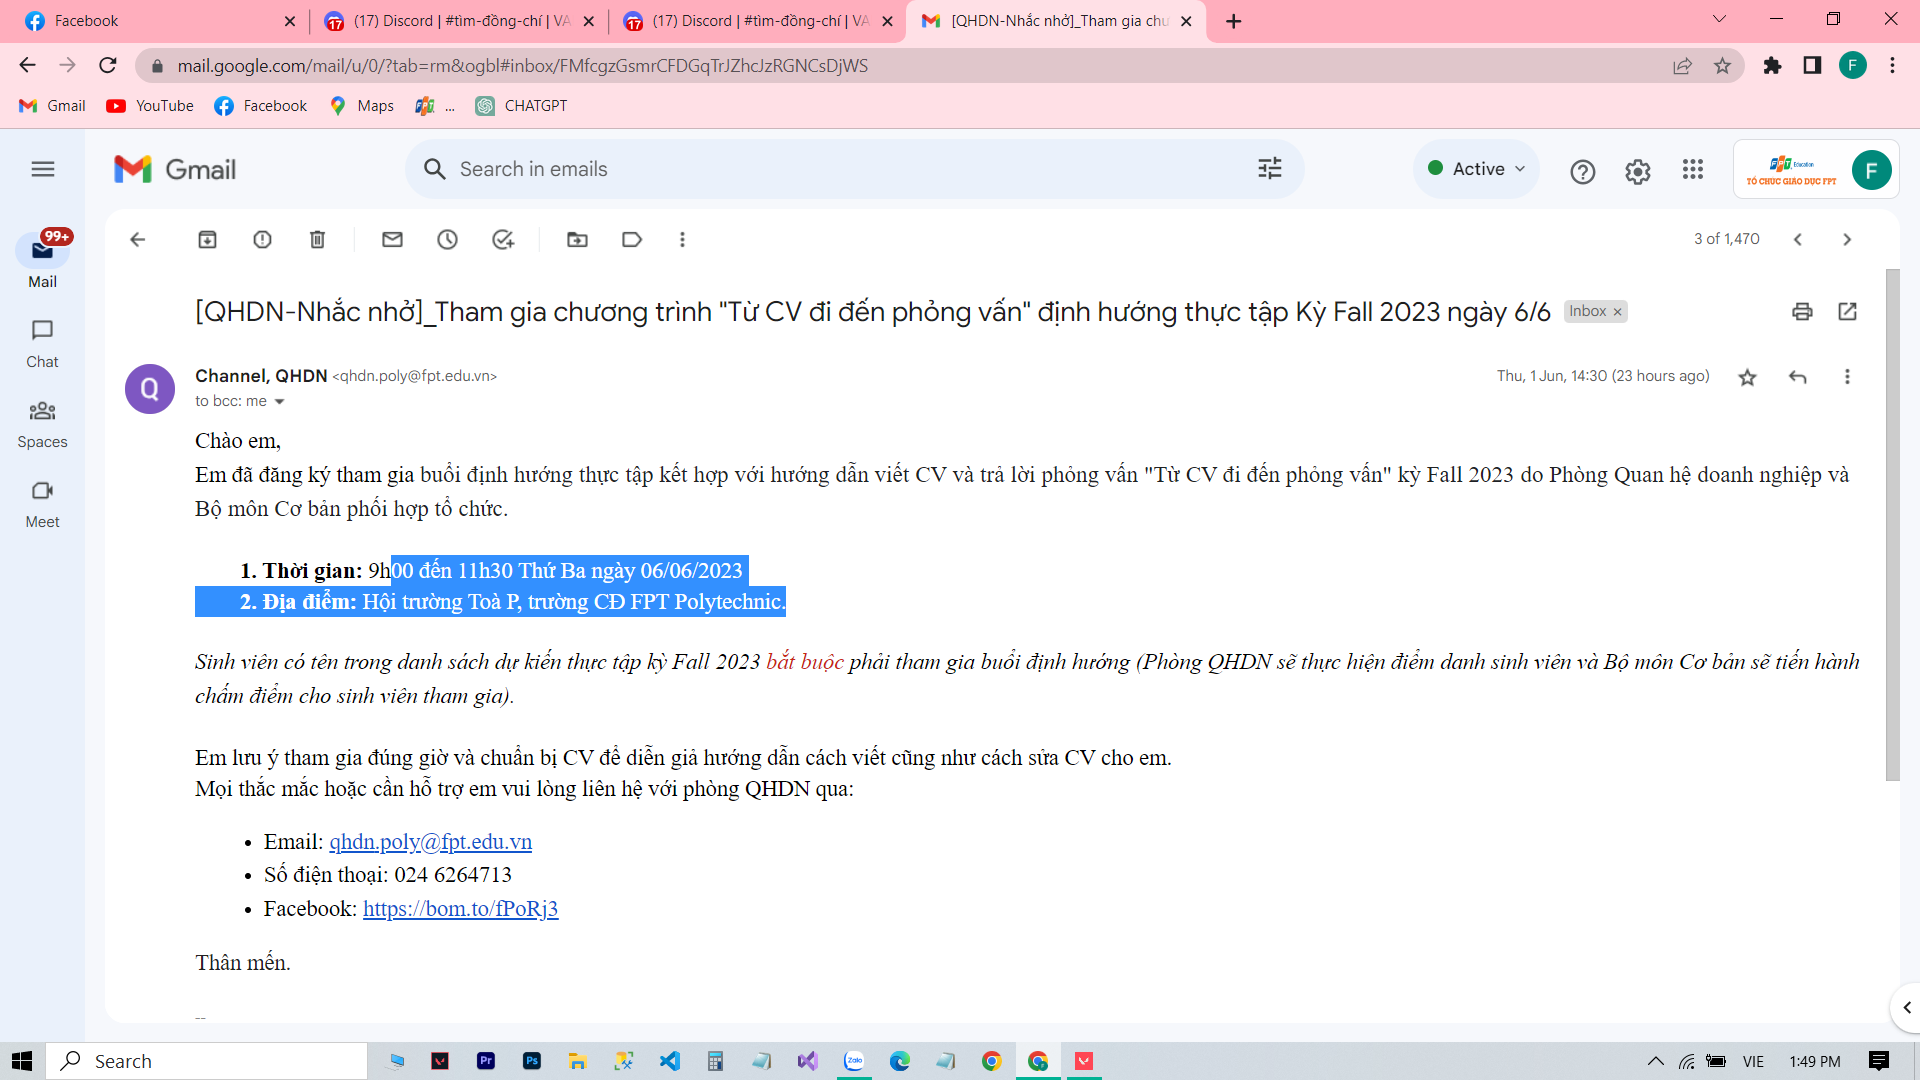 Facebook
(17) Discord | #tìm-đồng-chí | VA
(17) Discord | #tìm-đồng-chí | VA
[QHDN-Nhắc nhở]_Tham gia chư
mail.google.com/mail/u/0/?tab=rm&ogbl#inbox/FMfcgzGsmrCFDGqTrJZhcJzRGNCsDjWS
F
Gmail
YouTube
Facebook
Maps
FPT ...
CHATGPT
Gmail
Search in emails
Active
FPT Education
TỔ CHỨC GIÁO DỤC FPT
F
99+
Mail
Chat
Spaces
Meet
3 of 1,470
[QHDN-Nhắc nhở]_Tham gia chương trình "Từ CV đi đến phỏng vấn" định hướng thực tập Kỳ Fall 2023 ngày 6/6
Inbox ×
Q
Channel, QHDN <qhdn.poly@fpt.edu.vn>
Thu, 1 Jun, 14:30 (23 hours ago)
to bcc: me
Chào em,
Em đã đăng ký tham gia buổi định hướng thực tập kết hợp với hướng dẫn viết CV và trả lời phỏng vấn "Từ CV đi đến phỏng vấn" kỳ Fall 2023 do Phòng Quan hệ doanh nghiệp và
Bộ môn Cơ bản phối hợp tổ chức.
1. Thời gian: 9h00 đến 11h30 Thứ Ba ngày 06/06/2023
2. Địa điểm: Hội trường Toà P, trường CĐ FPT Polytechnic.
Sinh viên có tên trong danh sách dự kiến thực tập kỳ Fall 2023 bắt buộc phải tham gia buổi định hướng (Phòng QHDN sẽ thực hiện điểm danh sinh viên và Bộ môn Cơ bản sẽ tiến hành
chấm điểm cho sinh viên tham gia).
Em lưu ý tham gia đúng giờ và chuẩn bị CV để diễn giả hướng dẫn cách viết cũng như cách sửa CV cho em.
Mọi thắc mắc hoặc cần hỗ trợ em vui lòng liên hệ với phòng QHDN qua:
• Email: qhdn.poly@fpt.edu.vn
• Số điện thoại: 024 6264713
• Facebook: https://bom.to/fPoRj3
Thân mến.
--
Search
Pr
Ps
Zalo
VIE
1:49 PM